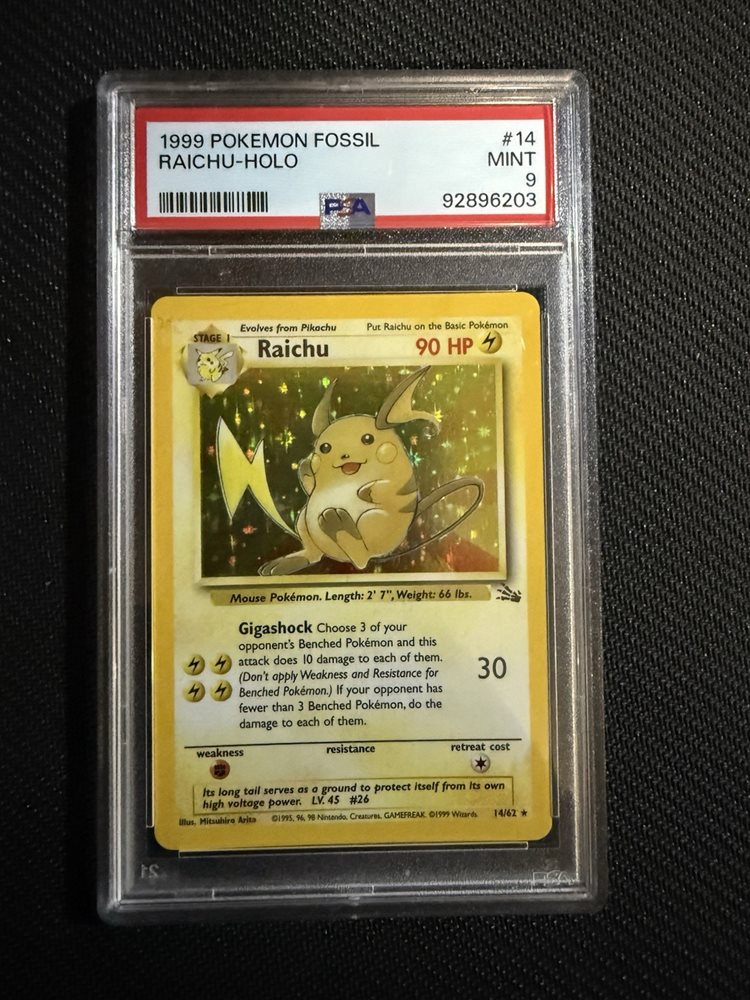 1999 POKEMON FOSSIL #14
RAICHU-HOLO MINT
9
PSA 92896203
Evolves from Pikachu Put Raichu on the Basic Pokémon
STAGE 1 Raichu 90 HP
Mouse Pokémon. Length: 2' 7", Weight: 66 lbs.
Gigashock Choose 3 of your
opponent's Benched Pokémon and this
attack does 10 damage to each of them.
(Don't apply Weakness and Resistance for
Benched Pokémon.) If your opponent has
fewer than 3 Benched Pokémon, do the
damage to each of them.
30
weakness resistance retreat cost
Its long tail serves as a ground to protect itself from its own
high voltage power. LV. 45 #26
Illus. Mitsuhiro Arita ©1995, 96, 98 Nintendo, Creatures, GAMEFREAK. ©1999 Wizards. 14/62 ★